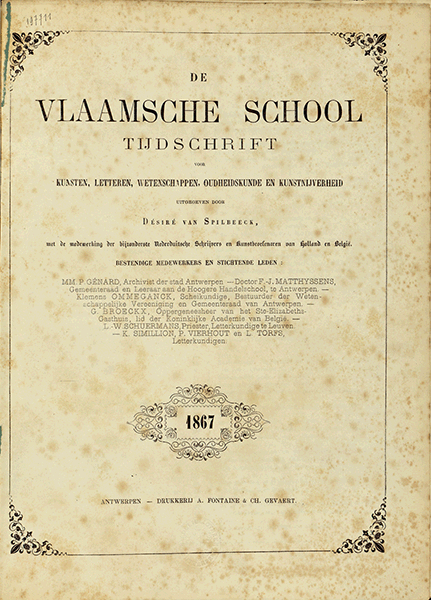 DE
VLAAMSCHE SCHOOL
TIJDSCHRIFT
VOOR
KUNSTEN, LETTEREN, WETENSCHAPPEN, OUDHEIDSKUNDE EN KUNSTNIJVERHEID
UITGEGEVEN DOOR
DÉSIRÉ VAN SPILBEECK,
met de medewerking der bijzonderste Nederduitsche Schrijvers en Kunstbeoefenaren van Holland en België.
BESTENDIGE MEDEWERKERS EN STICHTENDE LEDEN :
MM. P. GÉNARD, Archivist der stad Antwerpen — Doctor F. J. MATTHYSSENS,
Gemeenteraad en Leeraar aan de Hoogere Handelschool, te Antwerpen. —
Klemens OMMEGANCK, Scheikundige, Bestuurder der Weten-
schappelijke Vereeniging en Gemeenteraad van Antwerpen. —
G. BROECKX, Oppergeneesheer van het Ste-Elizabeths-
Gasthuis, lid der Koninklijke Academie van België. —
L.-W. SCHUERMANS, Priester, Letterkundige te Leuven
— K. SIMILLION, P. VIERHOUT en L. TORFS,
Letterkundigen
1867
ANTWERPEN — DRUKKERIJ A. FONTAINE & CH. GEVAERT.